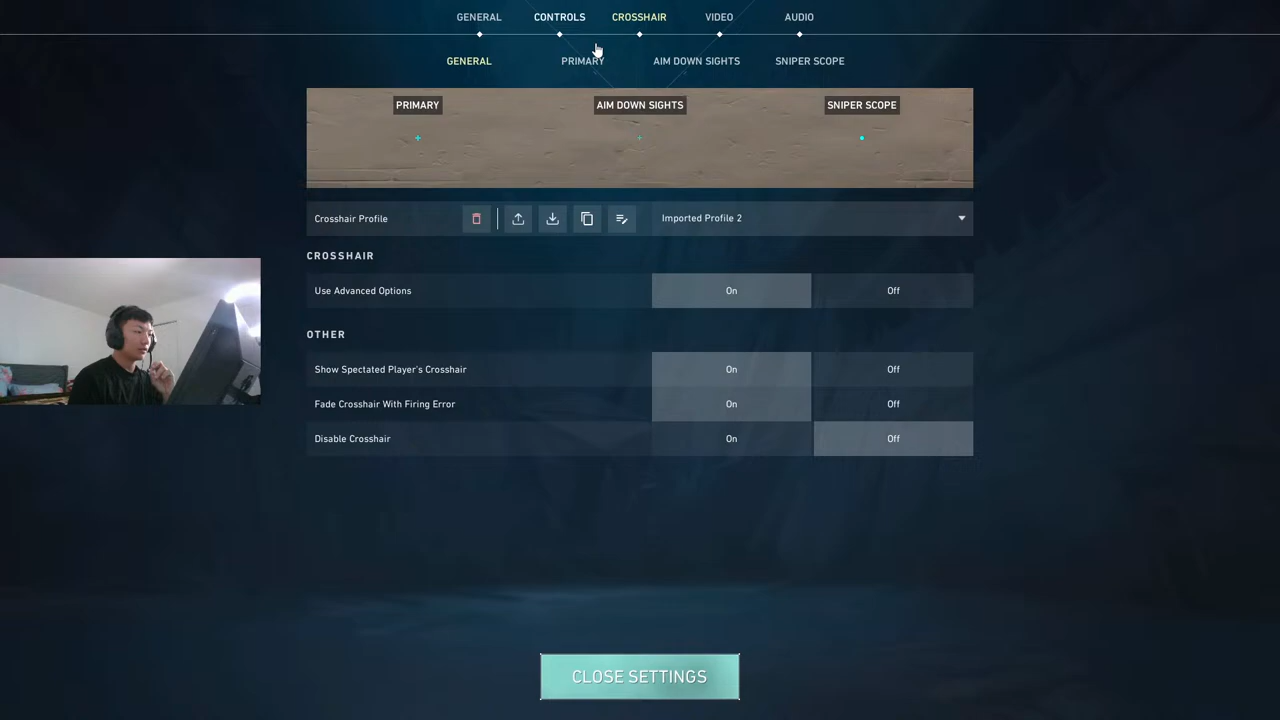 GENERAL CONTROLS CROSSHAIR VIDEO AUDIO
GENERAL PRIMARY AIM DOWN SIGHTS SNIPER SCOPE
PRIMARY AIM DOWN SIGHTS SNIPER SCOPE
Crosshair Profile Imported Profile 2
CROSSHAIR
Use Advanced Options On Off
OTHER
Show Spectated Player's Crosshair On Off
Fade Crosshair With Firing Error On Off
Disable Crosshair On Off
CLOSE SETTINGS